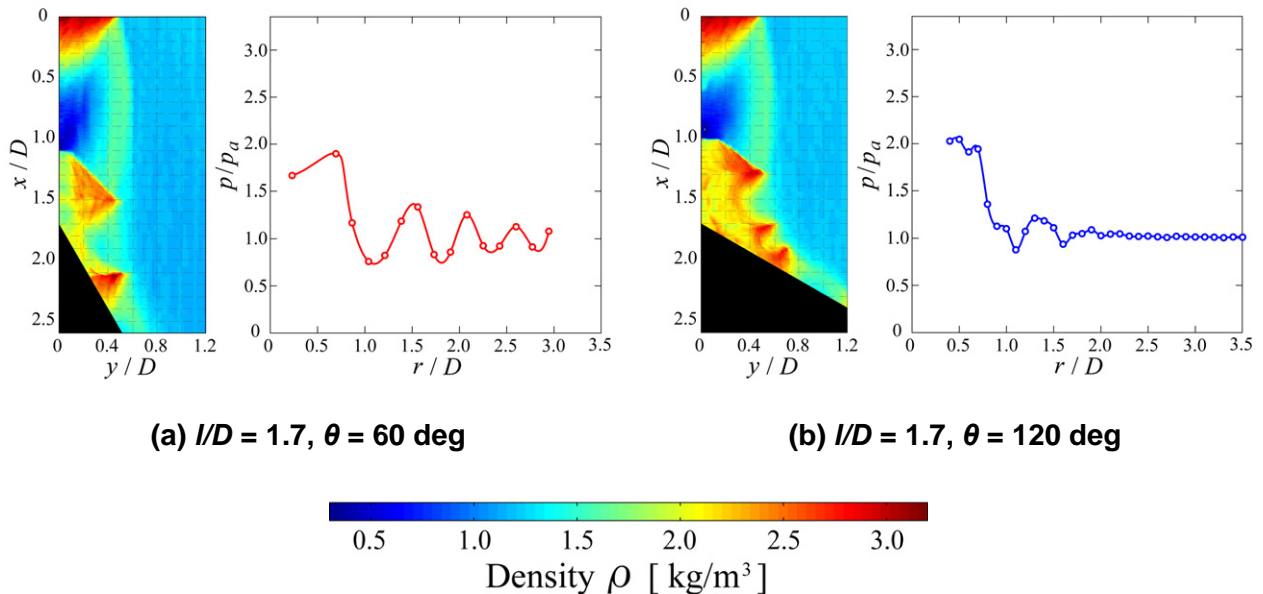 0
0.5
1.0
1.5
2.0
2.5
x / D
0 0.4 0.8 1.2
y / D
3.0
2.5
2.0
1.5
1.0
0.5
0
p/pa
0 0.5 1.0 1.5 2.0 2.5 3.0 3.5
r / D
0
0.5
1.0
1.5
2.0
2.5
x / D
0 0.4 0.8 1.2
y / D
3.0
2.5
2.0
1.5
1.0
0.5
0
p/pa
0 0.5 1.0 1.5 2.0 2.5 3.0 3.5
r / D
(a) l/D = 1.7, θ = 60 deg
(b) l/D = 1.7, θ = 120 deg
0.5 1.0 1.5 2.0 2.5 3.0
Density ρ [ kg/m³]